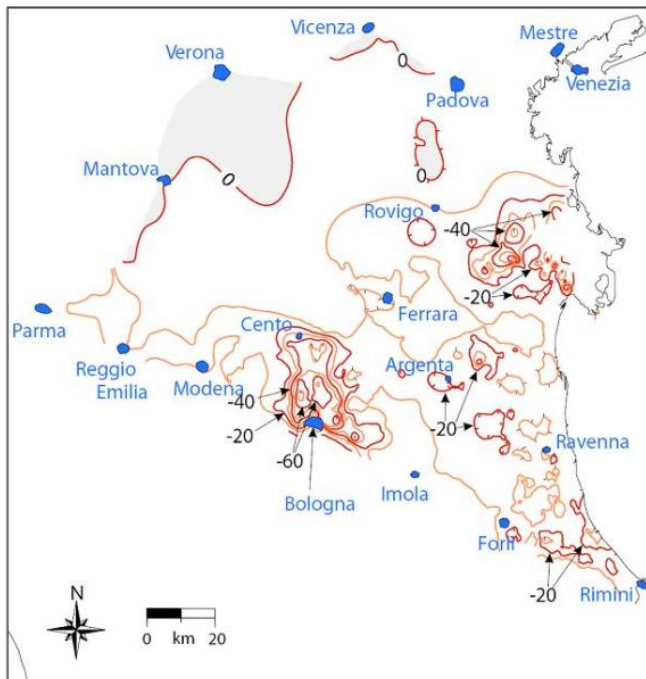 Vicenza
Mestre
Verona
0
Venezia
Padova
Mantova
0
0
Rovigo
-40
-20
Parma
Ferrara
Cento
Reggio
Emilia
Modena
Argenta
-40
-20
-20
Ravenna
-60
Bologna
Imola
Forlì
-20
Rimini
N
0 km 20